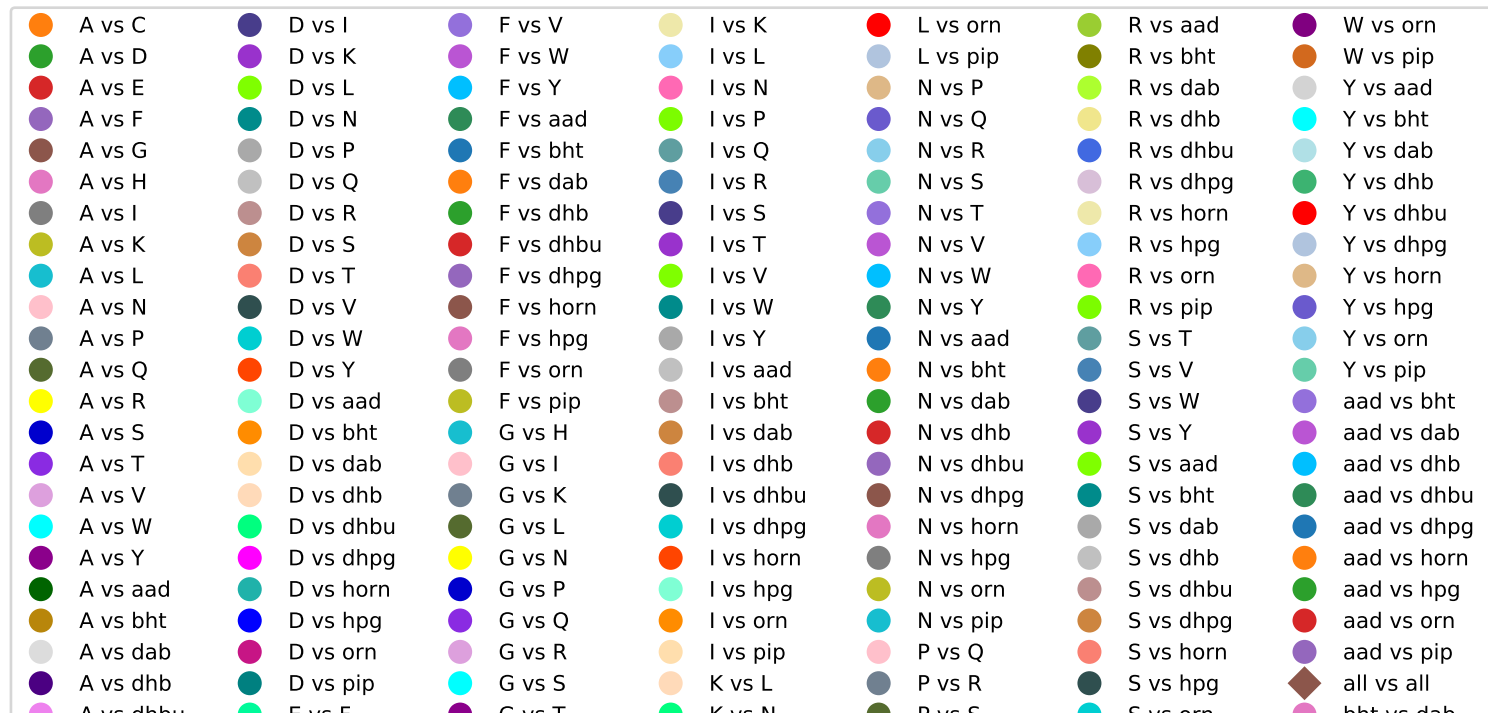 A vs C
A vs D
A vs E
A vs F
A vs G
A vs H
A vs I
A vs K
A vs L
A vs N
A vs P
A vs Q
A vs R
A vs S
A vs T
A vs V
A vs W
A vs Y
A vs aad
A vs bht
A vs dab
A vs dhb
A vs dhbu
D vs I
D vs K
D vs L
D vs N
D vs P
D vs Q
D vs R
D vs S
D vs T
D vs V
D vs W
D vs Y
D vs aad
D vs bht
D vs dab
D vs dhb
D vs dhbu
D vs dhpg
D vs horn
D vs hpg
D vs orn
D vs pip
E vs F
F vs V
F vs W
F vs Y
F vs aad
F vs bht
F vs dab
F vs dhb
F vs dhbu
F vs dhpg
F vs horn
F vs hpg
F vs orn
F vs pip
G vs H
G vs I
G vs K
G vs L
G vs N
G vs P
G vs Q
G vs R
G vs S
G vs T
I vs K
I vs L
I vs N
I vs P
I vs Q
I vs R
I vs S
I vs T
I vs V
I vs W
I vs Y
I vs aad
I vs bht
I vs dab
I vs dhb
I vs dhbu
I vs dhpg
I vs horn
I vs hpg
I vs orn
I vs pip
K vs L
K vs N
L vs orn
L vs pip
N vs P
N vs Q
N vs R
N vs S
N vs T
N vs V
N vs W
N vs Y
N vs aad
N vs bht
N vs dab
N vs dhb
N vs dhbu
N vs dhpg
N vs horn
N vs hpg
N vs orn
N vs pip
P vs Q
P vs R
P vs S
R vs aad
R vs bht
R vs dab
R vs dhb
R vs dhbu
R vs dhpg
R vs horn
R vs hpg
R vs orn
R vs pip
S vs T
S vs V
S vs W
S vs Y
S vs aad
S vs bht
S vs dab
S vs dhb
S vs dhbu
S vs dhpg
S vs horn
S vs hpg
S vs orn
W vs orn
W vs pip
Y vs aad
Y vs bht
Y vs dab
Y vs dhb
Y vs dhbu
Y vs dhpg
Y vs horn
Y vs hpg
Y vs orn
Y vs pip
aad vs bht
aad vs dab
aad vs dhb
aad vs dhbu
aad vs dhpg
aad vs horn
aad vs hpg
aad vs orn
aad vs pip
all vs all
bht vs dab